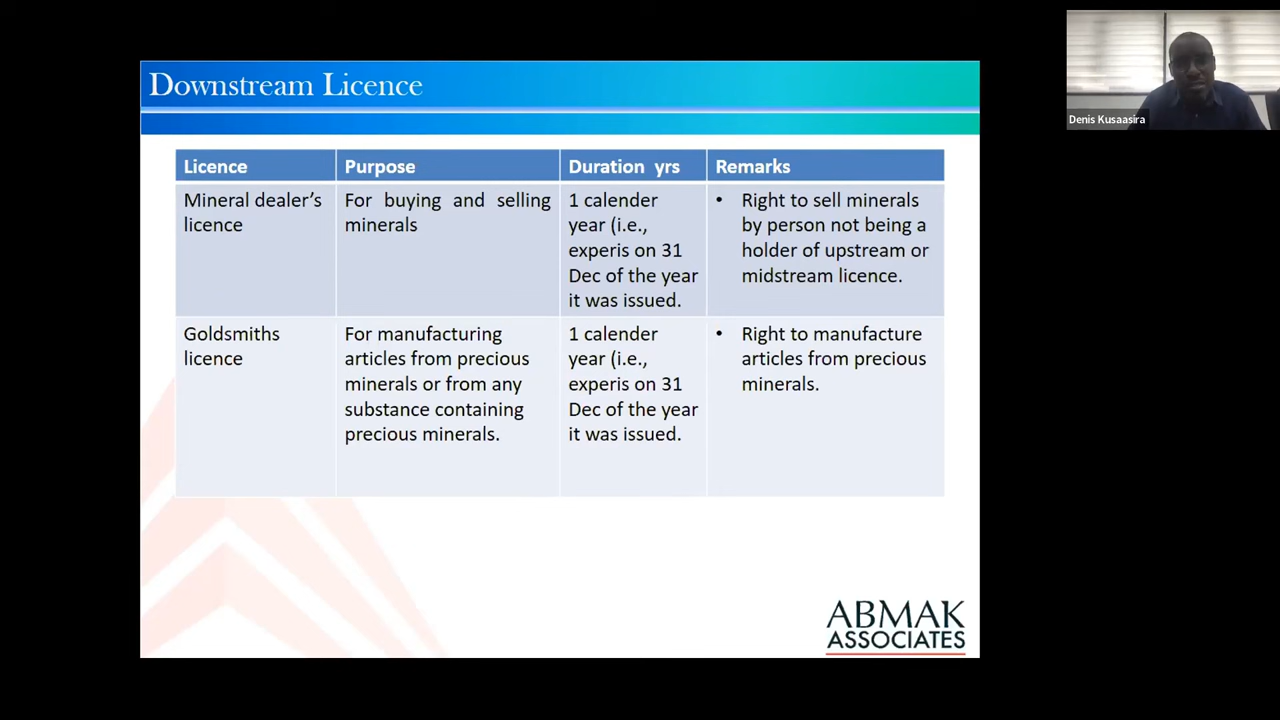 Downstream Licence
Denis Kusaasira
Licence Purpose Duration yrs Remarks
Mineral dealer's
licence
For buying and selling
minerals
1 calender
year (i.e.,
experis on 31
Dec of the year
it was issued.
• Right to sell minerals
by person not being a
holder of upstream or
midstream licence.
Goldsmiths
licence
For manufacturing
articles from precious
minerals or from any
substance containing
precious minerals.
1 calender
year (i.e.,
experis on 31
Dec of the year
it was issued.
• Right to manufacture
articles from precious
minerals.
ABMAK
ASSOCIATES